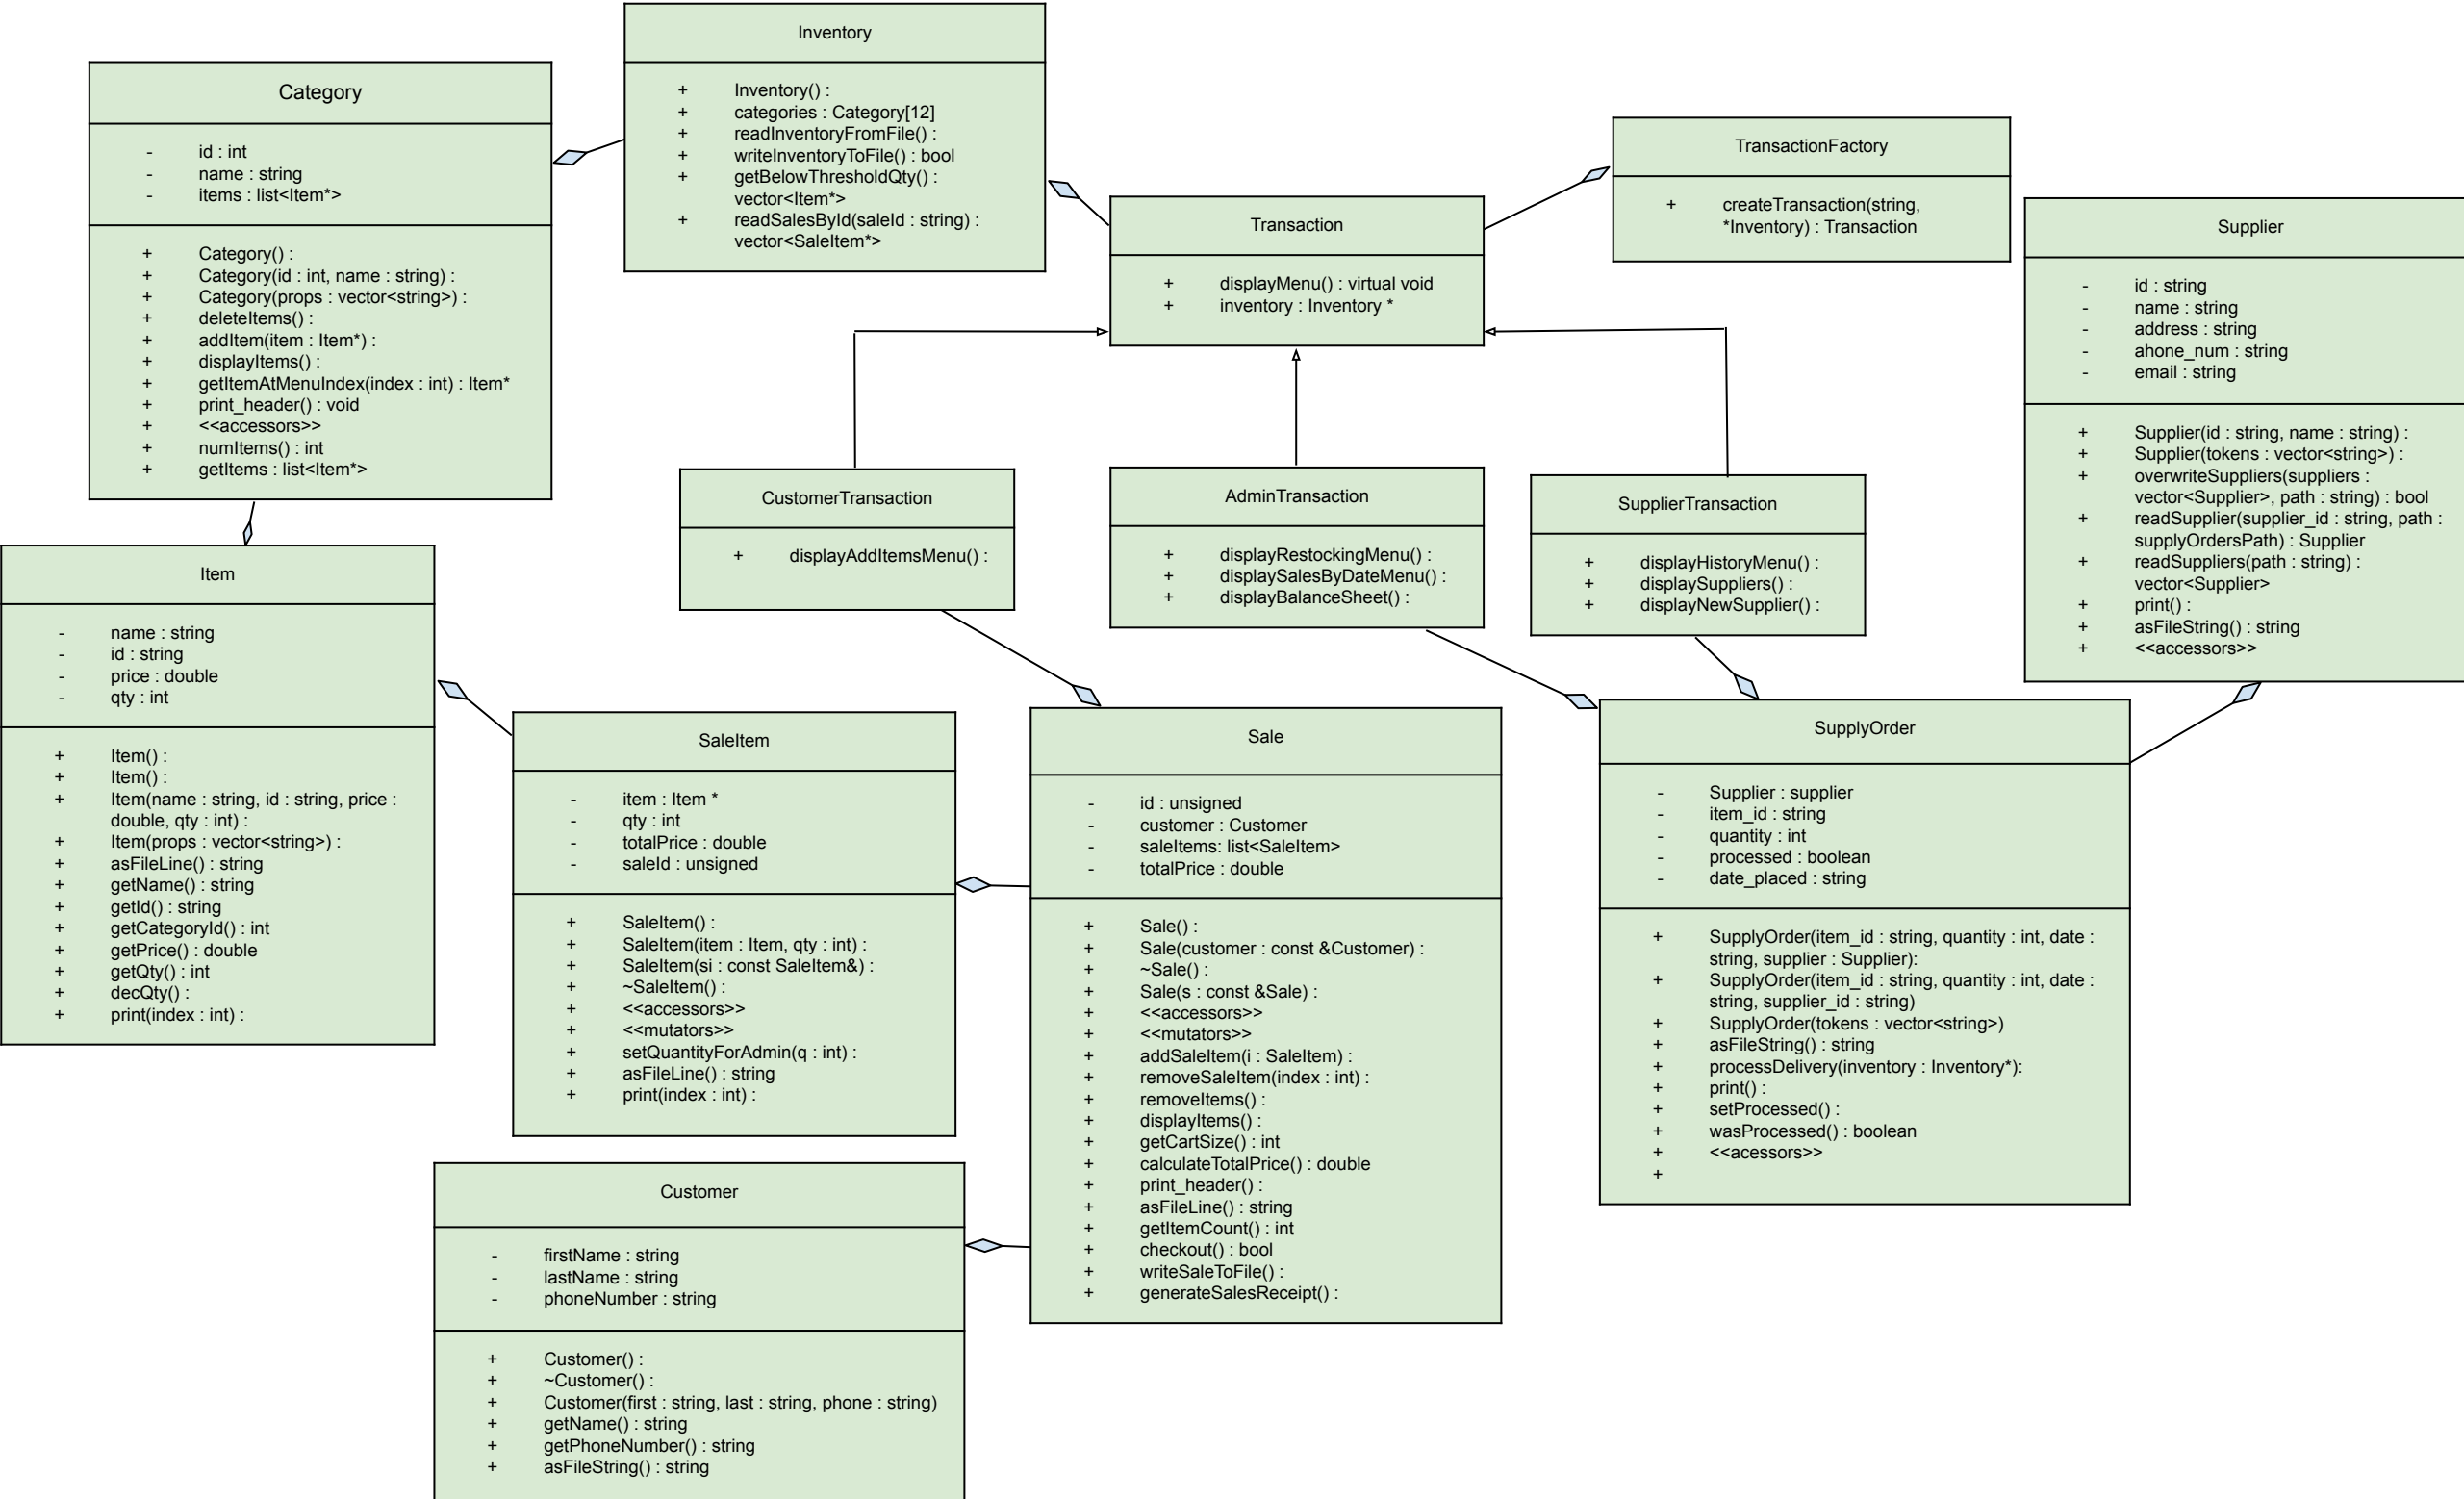 Inventory
+ Inventory() :
+ categories : Category[12]
+ readInventoryFromFile() :
+ writeInventoryToFile() : bool
+ getBelowThresholdQty() :
vector<Item*>
+ readSalesById(saleId : string) :
vector<SaleItem*>
Category
- id : int
- name : string
- items : list<Item*>
+ Category() :
+ Category(id : int, name : string) :
+ Category(props : vector<string>) :
+ deleteItems() :
+ addItem(item : Item*) :
+ displayItems() :
+ getItemAtMenuIndex(index : int) : Item*
+ print_header() : void
+ <<accessors>>
+ numItems() : int
+ getItems : list<Item*>
TransactionFactory
+ createTransaction(string,
*Inventory) : Transaction
Transaction
+ displayMenu() : virtual void
+ inventory : Inventory *
Supplier
- id : string
- name : string
- address : string
- ahone_num : string
- email : string
+ Supplier(id : string, name : string) :
+ Supplier(tokens : vector<string>) :
+ overwriteSuppliers(suppliers :
vector<Supplier>, path : string) : bool
+ readSupplier(supplier_id : string, path :
supplyOrdersPath) : Supplier
+ readSuppliers(path : string) :
vector<Supplier>
+ print() :
+ asFileString() : string
+ <<accessors>>
CustomerTransaction
+ displayAddItemsMenu() :
AdminTransaction
+ displayRestockingMenu() :
+ displaySalesByDateMenu() :
+ displayBalanceSheet() :
SupplierTransaction
+ displayHistoryMenu() :
+ displaySuppliers() :
+ displayNewSupplier() :
Item
- name : string
- id : string
- price : double
- qty : int
+ Item() :
+ Item() :
+ Item(name : string, id : string, price :
double, qty : int) :
+ Item(props : vector<string>) :
+ asFileLine() : string
+ getName() : string
+ getId() : string
+ getCategoryId() : int
+ getPrice() : double
+ getQty() : int
+ decQty() :
+ print(index : int) :
SaleItem
- item : Item *
- qty : int
- totalPrice : double
- saleId : unsigned
+ SaleItem() :
+ SaleItem(item : Item, qty : int) :
+ SaleItem(si : const SaleItem&) :
+ ~SaleItem() :
+ <<accessors>>
+ <<mutators>>
+ setQuantityForAdmin(q : int) :
+ asFileLine() : string
+ print(index : int) :
Sale
- id : unsigned
- customer : Customer
- saleItems: list<SaleItem>
- totalPrice : double
+ Sale() :
+ Sale(customer : const &Customer) :
+ ~Sale() :
+ Sale(s : const &Sale) :
+ <<accessors>>
+ <<mutators>>
+ addSaleItem(i : SaleItem) :
+ removeSaleItem(index : int) :
+ removeItems() :
+ displayItems() :
+ getCartSize() : int
+ calculateTotalPrice() : double
+ print_header() :
+ asFileLine() : string
+ getItemCount() : int
+ checkout() : bool
+ writeSaleToFile() :
+ generateSalesReceipt() :
SupplyOrder
- Supplier : supplier
- item_id : string
- quantity : int
- processed : boolean
- date_placed : string
+ SupplyOrder(item_id : string, quantity : int, date :
string, supplier : Supplier):
+ SupplyOrder(item_id : string, quantity : int, date :
string, supplier_id : string)
+ SupplyOrder(tokens : vector<string>)
+ asFileString() : string
+ processDelivery(inventory : Inventory*):
+ print() :
+ setProcessed() :
+ wasProcessed() : boolean
+ <<acessors>>
+
Customer
- firstName : string
- lastName : string
- phoneNumber : string
+ Customer() :
+ ~Customer() :
+ Customer(first : string, last : string, phone : string)
+ getName() : string
+ getPhoneNumber() : string
+ asFileString() : string